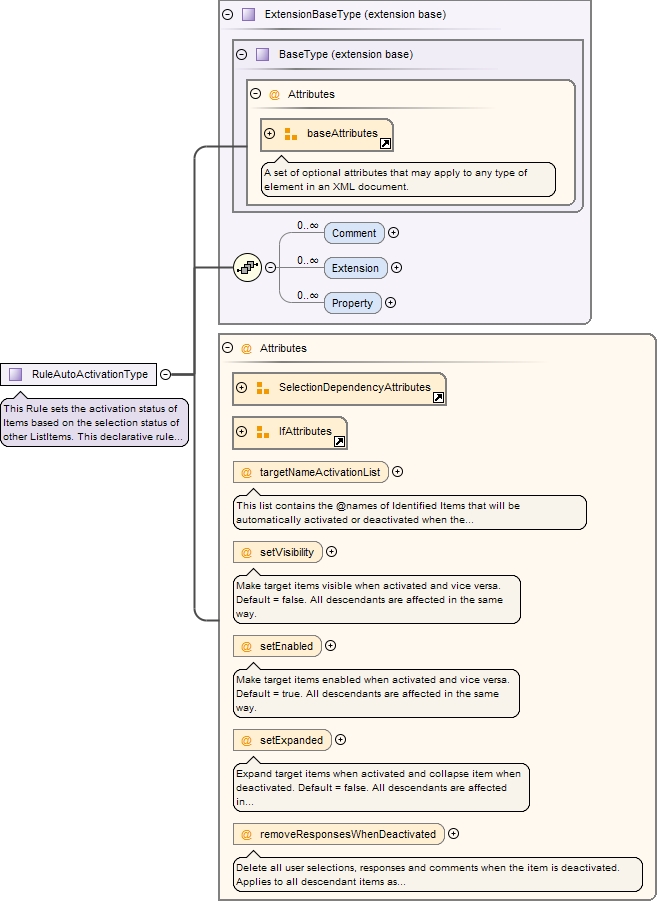 ExtensionBaseType (extension base)
BaseType (extension base)
@ Attributes
baseAttributes
A set of optional attributes that may apply to any type of
element in an XML document.
0..∞
Comment
0..∞
Extension
0..∞
Property
RuleAutoActivationType
This Rule sets the activation status of
Items based on the selection status of
other ListItems. This declarative rule...
@ Attributes
SelectionDependencyAttributes
IfAttributes
@ targetNameActivationList
This list contains the @names of Identified Items that will be
automatically activated or deactivated when the...
@ setVisibility
Make target items visible when activated and vice versa.
Default = false. All descendants are affected in the same
way.
@ setEnabled
Make target items enabled when activated and vice versa.
Default = true. All descendants are affected in the same
way.
@ setExpanded
Expand target items when activated and collapse item when
deactivated. Default = false. All descendants are affected
in...
@ removeResponsesWhenDeactivated
Delete all user selections, responses and comments when the item is deactivated.
Applies to all descendant items as...